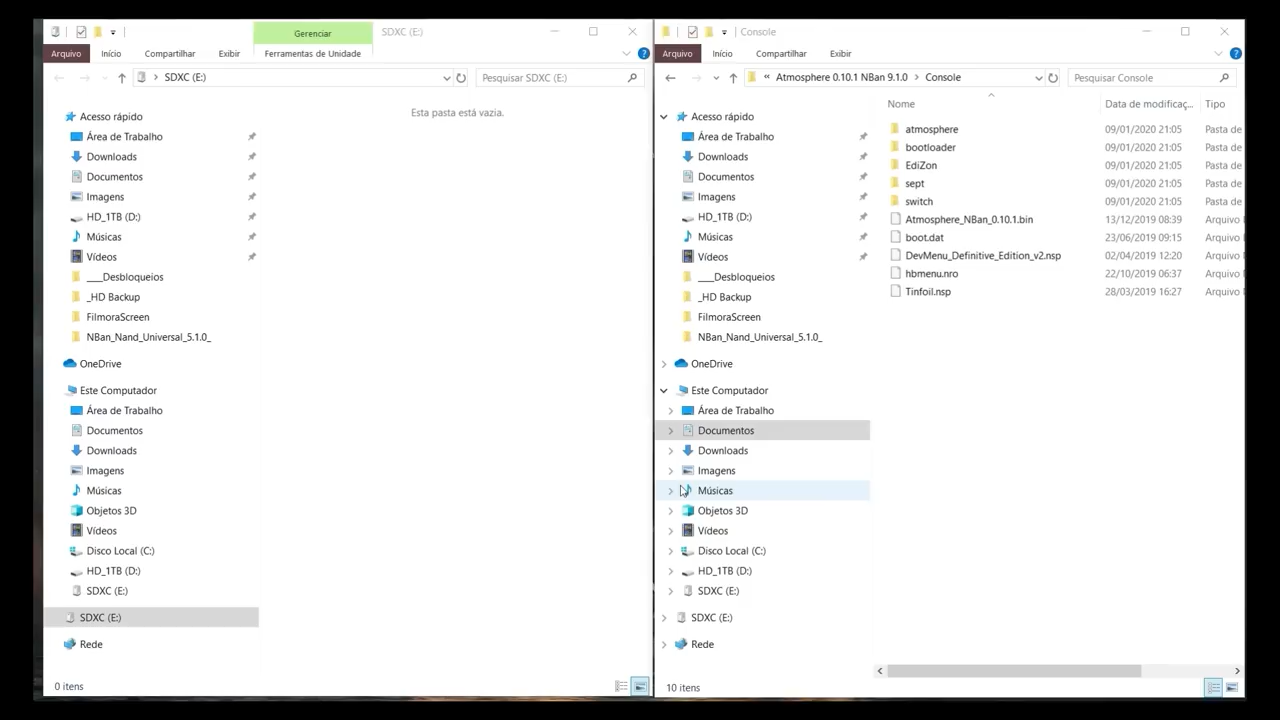 Gerenciar
SDXC (E:)
Arquivo
Início
Compartilhar
Exibir
Ferramentas de Unidade
SDXC (E:)
Pesquisar SDXC (E:)
Acesso rápido
Área de Trabalho
Downloads
Documentos
Imagens
HD_1TB (D:)
Músicas
Vídeos
___Desbloqueios
_HD Backup
FilmoraScreen
NBan_Nand_Universal_5.1.0_
OneDrive
Este Computador
Área de Trabalho
Documentos
Downloads
Imagens
Músicas
Objetos 3D
Vídeos
Disco Local (C:)
HD_1TB (D:)
SDXC (E:)
SDXC (E:)
Rede
Esta pasta está vazia.
0 itens
Console
Arquivo
Início
Compartilhar
Exibir
« Atmosphere 0.10.1 NBan 9.1.0 > Console
Pesquisar Console
Acesso rápido
Área de Trabalho
Downloads
Documentos
Imagens
HD_1TB (D:)
Músicas
Vídeos
___Desbloqueios
_HD Backup
FilmoraScreen
NBan_Nand_Universal_5.1.0_
OneDrive
Este Computador
Área de Trabalho
Documentos
Downloads
Imagens
Músicas
Objetos 3D
Vídeos
Disco Local (C:)
HD_1TB (D:)
SDXC (E:)
SDXC (E:)
Rede
Nome Data de modificaç... Tipo
atmosphere 09/01/2020 21:05 Pasta de
bootloader 09/01/2020 21:05 Pasta de
EdiZon 09/01/2020 21:05 Pasta de
sept 09/01/2020 21:05 Pasta de
switch 09/01/2020 21:05 Pasta de
Atmosphere_NBan_0.10.1.bin 13/12/2019 08:39 Arquivo
boot.dat 23/06/2019 09:15 Arquivo
DevMenu_Definitive_Edition_v2.nsp 02/04/2019 12:20 Arquivo
hbmenu.nro 22/10/2019 06:37 Arquivo
Tinfoil.nsp 28/03/2019 16:27 Arquivo
10 itens